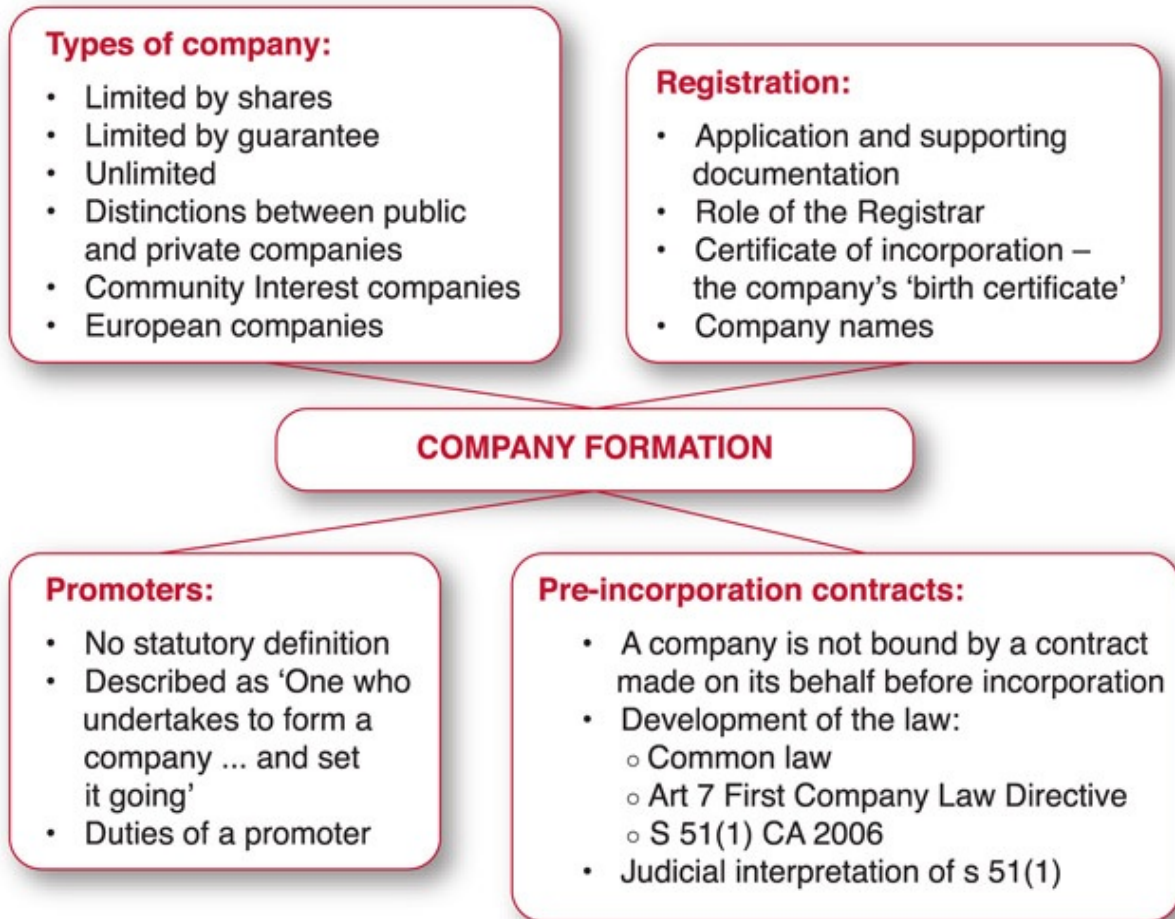 Types of company:
• Limited by shares
• Limited by guarantee
• Unlimited
• Distinctions between public
and private companies
• Community Interest companies
• European companies
Registration:
• Application and supporting
documentation
• Role of the Registrar
• Certificate of incorporation –
the company's 'birth certificate'
• Company names
COMPANY FORMATION
Promoters:
• No statutory definition
• Described as 'One who
undertakes to form a
company ... and set
it going'
• Duties of a promoter
Pre-incorporation contracts:
• A company is not bound by a contract
made on its behalf before incorporation
• Development of the law:
○ Common law
○ Art 7 First Company Law Directive
○ S 51(1) CA 2006
• Judicial interpretation of s 51(1)